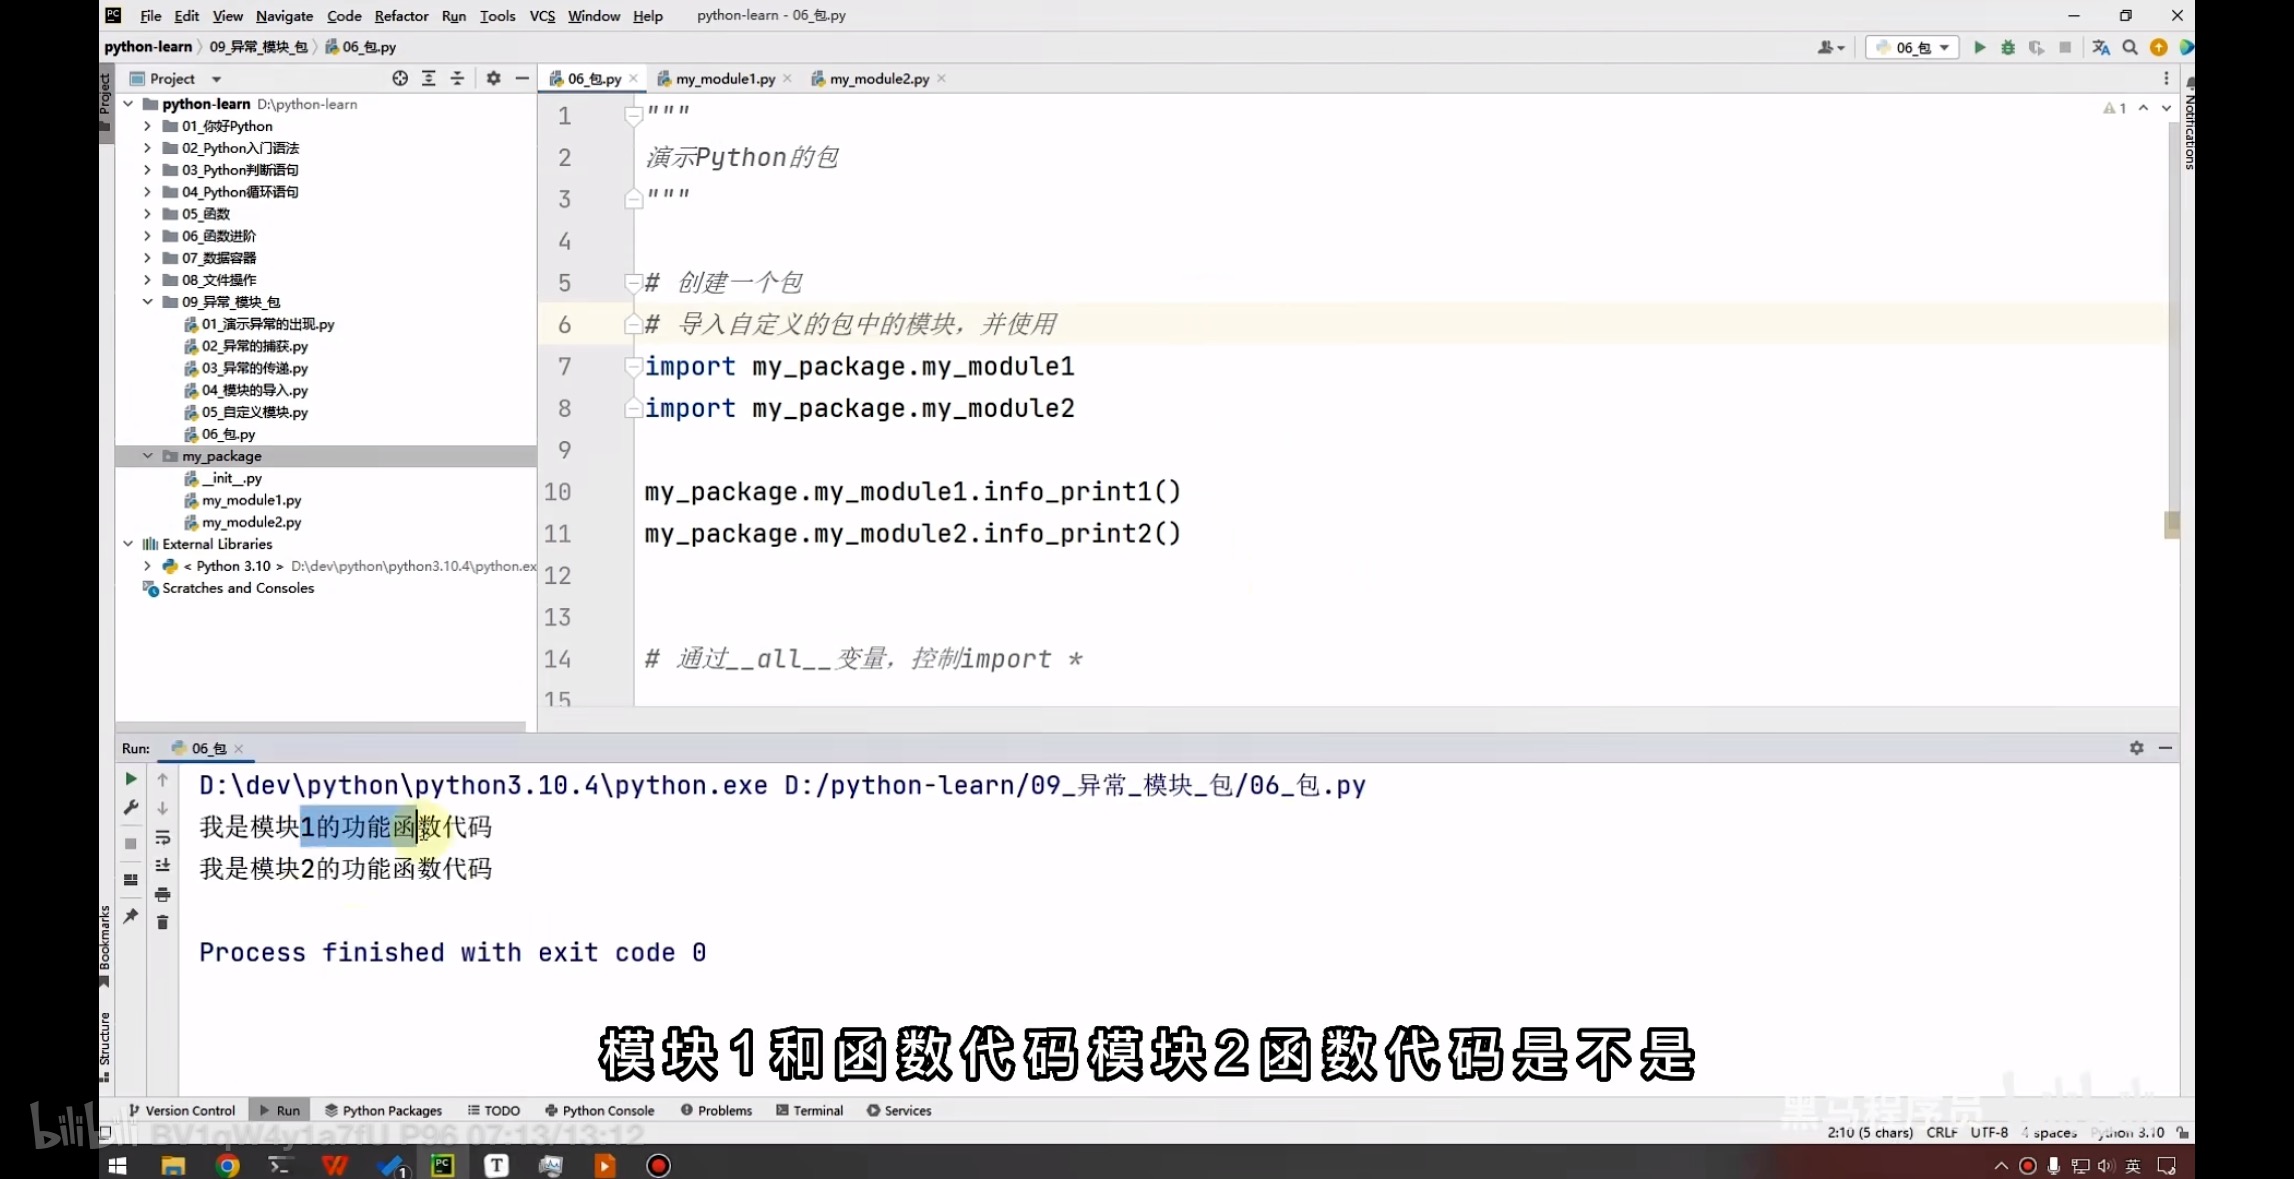 File Edit View Navigate Code Refactor Run Tools VCS Window Help python-learn - 06_包.py
python-learn 09_异常_模块_包 06_包.py 06_包
Project
06_包.py my_module1.py my_module2.py
Project
Notifications
python-learn D:\python-learn
01_你好Python
02_Python入门语法
03_Python判断语句
04_Python循环语句
05_函数
06_函数进阶
07_数据容器
08_文件操作
09_异常_模块_包
01_演示异常的出现.py
02_异常的捕获.py
03_异常的传递.py
04_模块的导入.py
05_自定义模块.py
06_包.py
my_package
__init__.py
my_module1.py
my_module2.py
External Libraries
< Python 3.10 > D:\dev\python\python3.10.4\python.ex
Scratches and Consoles
1
1 """
2 演示Python的包
3 """
4
5 # 创建一个包
6 # 导入自定义的包中的模块，并使用
7 import my_package.my_module1
8 import my_package.my_module2
9
10 my_package.my_module1.info_print1()
11 my_package.my_module2.info_print2()
12
13
14 # 通过__all__变量，控制import *
15
Run: 06_包
D:\dev\python\python3.10.4\python.exe D:/python-learn/09_异常_模块_包/06_包.py
我是模块1的功能函数代码
我是模块2的功能函数代码
Process finished with exit code 0
Bookmarks
Structure
模块1和函数代码模块2函数代码是不是
Version Control Run Python Packages TODO Python Console Problems Terminal Services
黑马程序员
bilibili BV1qW4y1a7fU P96 07:13/13:12
2:10 (5 chars) CRLF UTF-8 4 spaces Python 3.10
英